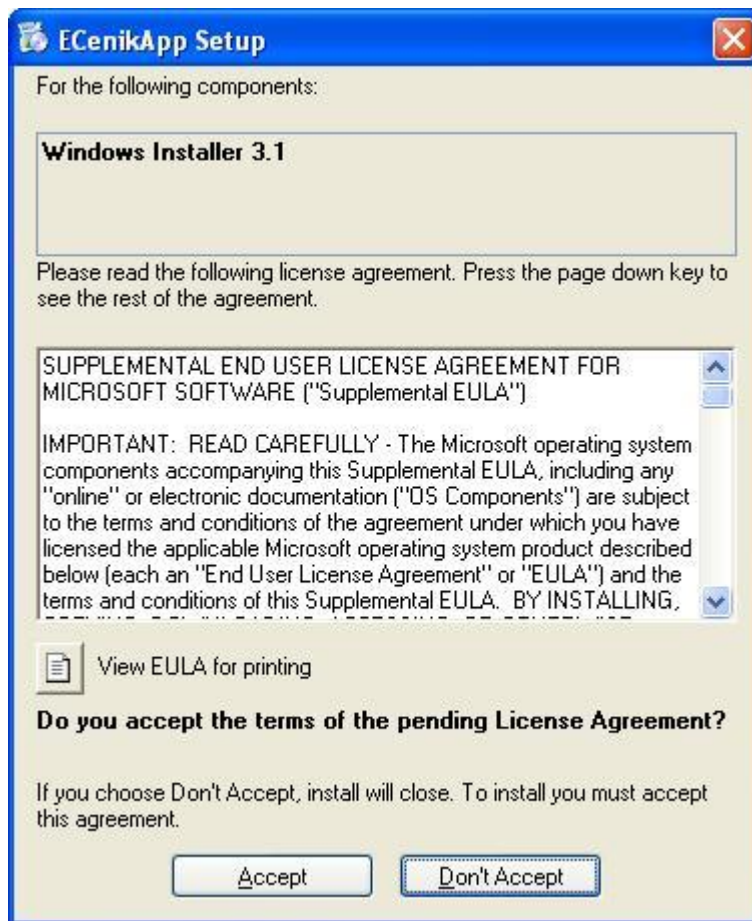 ECenikApp Setup
For the following components:
Windows Installer 3.1
Please read the following license agreement. Press the page down key to
see the rest of the agreement.
SUPPLEMENTAL END USER LICENSE AGREEMENT FOR
MICROSOFT SOFTWARE ("Supplemental EULA")
IMPORTANT: READ CAREFULLY - The Microsoft operating system
components accompanying this Supplemental EULA, including any
"online" or electronic documentation ("OS Components") are subject
to the terms and conditions of the agreement under which you have
licensed the applicable Microsoft operating system product described
below (each an "End User License Agreement" or "EULA") and the
terms and conditions of this Supplemental EULA. BY INSTALLING,
View EULA for printing
Do you accept the terms of the pending License Agreement?
If you choose Don't Accept, install will close. To install you must accept
this agreement.
Accept
Don't Accept